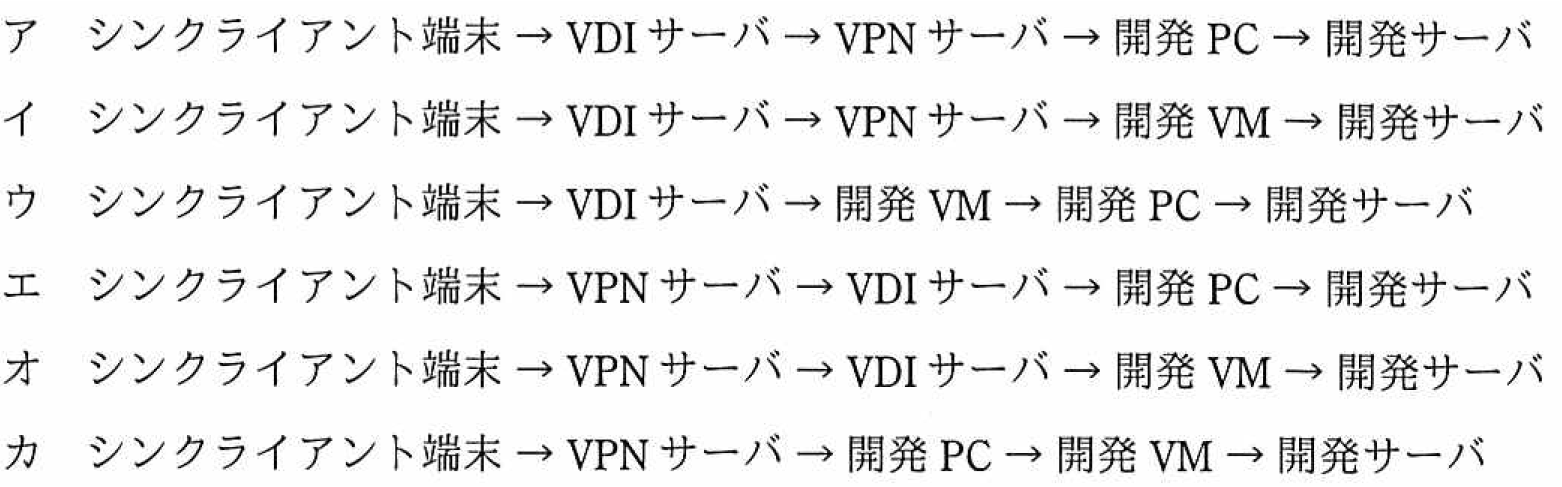 ア シンクライアント端末 → VDI サーバ → VPN サーバ → 開発 PC → 開発サーバ
イ シンクライアント端末 → VDI サーバ → VPN サーバ → 開発 VM → 開発サーバ
ウ シンクライアント端末 → VDI サーバ → 開発 VM → 開発 PC → 開発サーバ
エ シンクライアント端末 → VPN サーバ → VDI サーバ → 開発 PC → 開発サーバ
オ シンクライアント端末 → VPN サーバ → VDI サーバ → 開発 VM → 開発サーバ
カ シンクライアント端末 → VPN サーバ → 開発 PC → 開発 VM → 開発サーバ